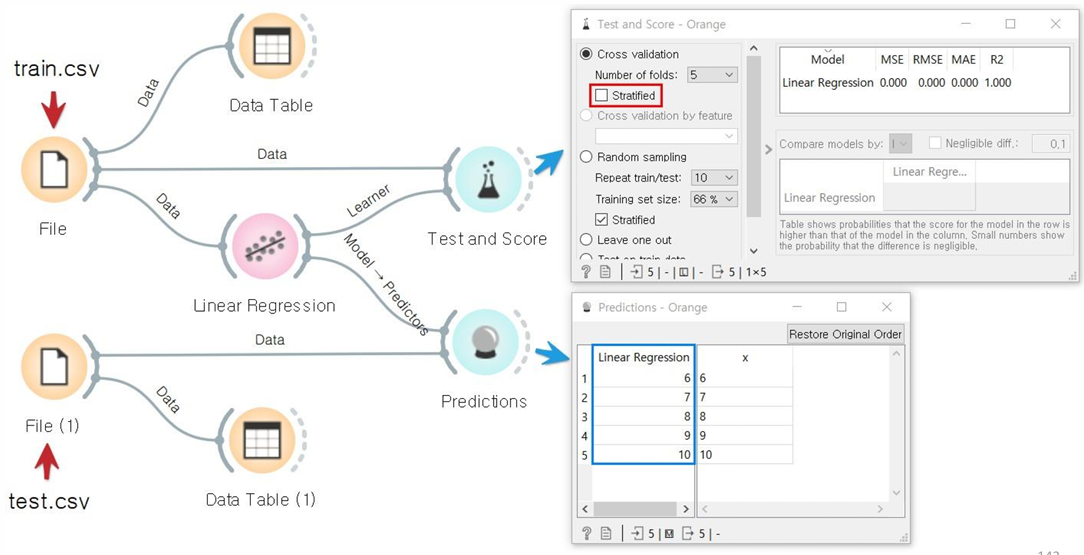 train.csv
File
Data
Data Table
Data
Data
Linear Regression
Learner
Model → Predictors
Test and Score
File (1)
test.csv
Data
Data
Data Table (1)
Predictions
Test and Score - Orange
Cross validation
Number of folds: 5
Stratified
Cross validation by feature
Random sampling
Repeat train/test: 10
Training set size: 66 %
Stratified
Leave one out
Test on train data
Model MSE RMSE MAE R2
Linear Regression 0.000 0.000 0.000 1.000
Compare models by: Negligible diff.: 0,1
Linear Regre...
Linear Regression
Table shows probabilities that the score for the model in the row is
higher than that of the model in the column. Small numbers show
the probability that the difference is negligible.
? 5 | - | - 5 | 1×5
Predictions - Orange
Restore Original Order
Linear Regression x
1 6 6
2 7 7
3 8 8
4 9 9
5 10 10
? 5 | 5 | -